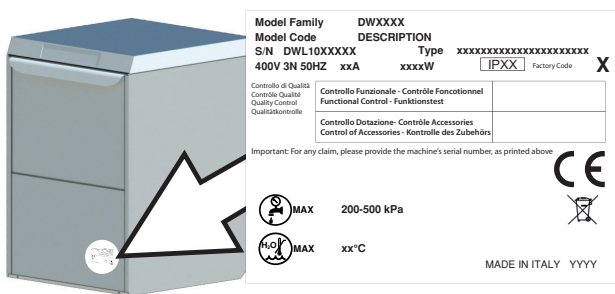 Model Family DWXXXX
Model Code DESCRIPTION
S/N DWL10XXXXX Type xxxxxxxxxxxxxxxxxxxxxx
400V 3N 50HZ xxA xxxxW IPXX Factory Code X
Controllo di Qualità
Contrôle Qualité
Quality Control
Qualitätkontrolle
Controllo Funzionale - Contrôle Foncotionnel
Functional Control - Funktionstest
Controllo Dotazione- Contrôle Accessories
Control of Accessories - Kontrolle des Zubehörs
Important: For any claim, please provide the machine's serial number, as printed above
CE
MAX 200-500 kPa
H₂O MAX xx°C
MADE IN ITALY YYYY